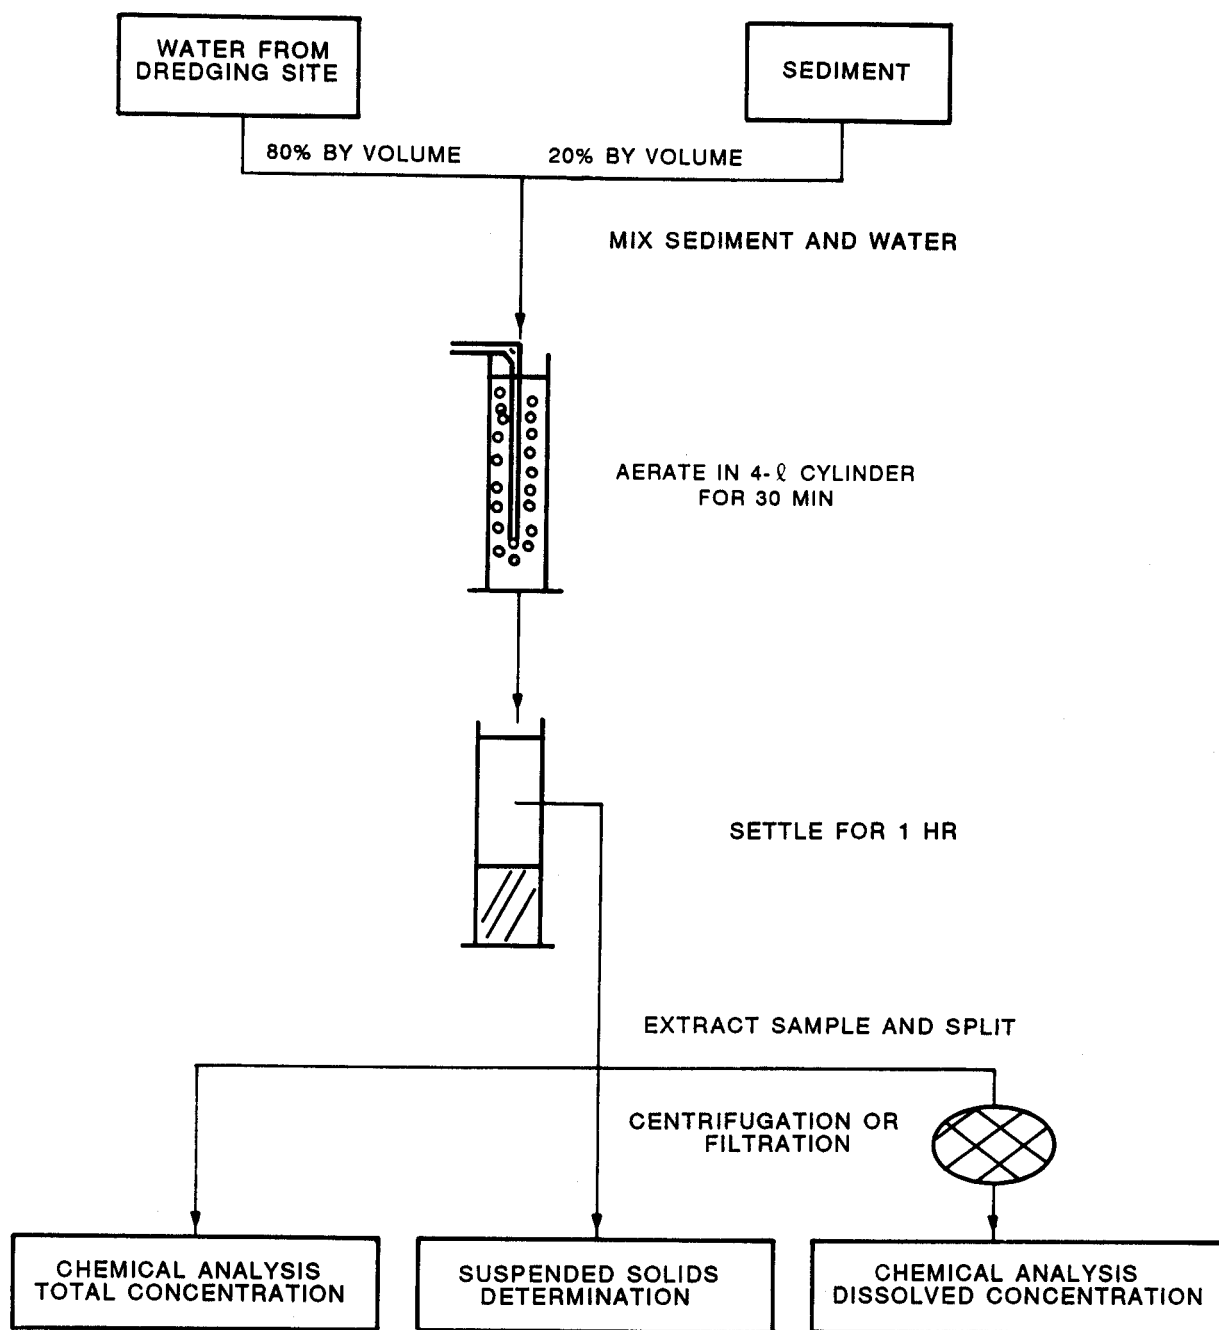 WATER FROM
DREDGING SITE
SEDIMENT
80% BY VOLUME
20% BY VOLUME
MIX SEDIMENT AND WATER
AERATE IN 4-ℓ CYLINDER
FOR 30 MIN
SETTLE FOR 1 HR
EXTRACT SAMPLE AND SPLIT
CENTRIFUGATION OR
FILTRATION
CHEMICAL ANALYSIS
TOTAL CONCENTRATION
SUSPENDED SOLIDS
DETERMINATION
CHEMICAL ANALYSIS
DISSOLVED CONCENTRATION